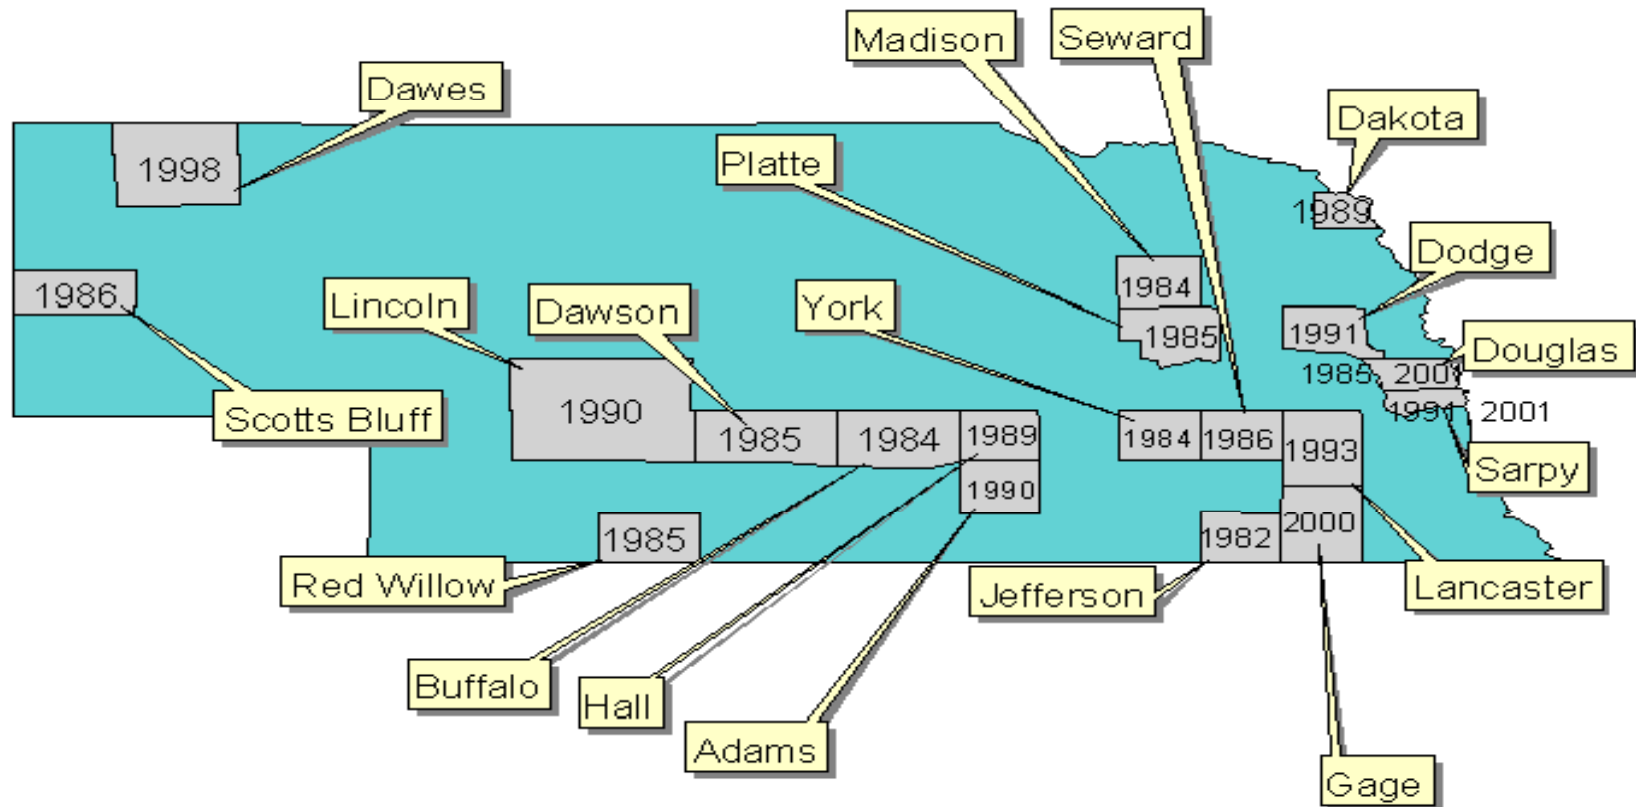 Madison
Seward
Dawes
Dakota
Platte
1998
1989
Dodge
1986
1984
Lincoln
Dawson
York
1985
1991
Douglas
1985
2001
Scotts Bluff
1990
1985
1984
1989
1984
1986
1993
1991
2001
Sarpy
1990
1985
1982
2000
Red Willow
Jefferson
Lancaster
Buffalo
Hall
Adams
Gage